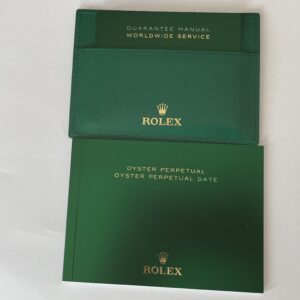 GUARANTEE MANUAL
WORLDWIDE SERVICE
ROLEX
OYSTER PERPETUAL
OYSTER PERPETUAL DATE
ROLEX